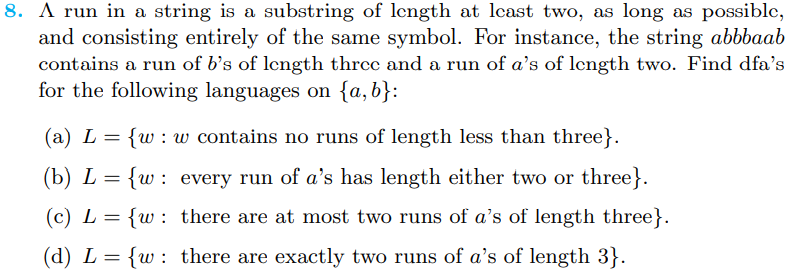 8. A run in a string is a substring of length at least two, as long as possible,
and consisting entirely of the same symbol. For instance, the string abbbaab
contains a run of b's of length three and a run of a's of length two. Find dfa's
for the following languages on {a, b}:
(a) L = {w : w contains no runs of length less than three}.
(b) L = {w : every run of a's has length either two or three}.
(c) L = {w : there are at most two runs of a's of length three}.
(d) L = {w : there are exactly two runs of a's of length 3}.